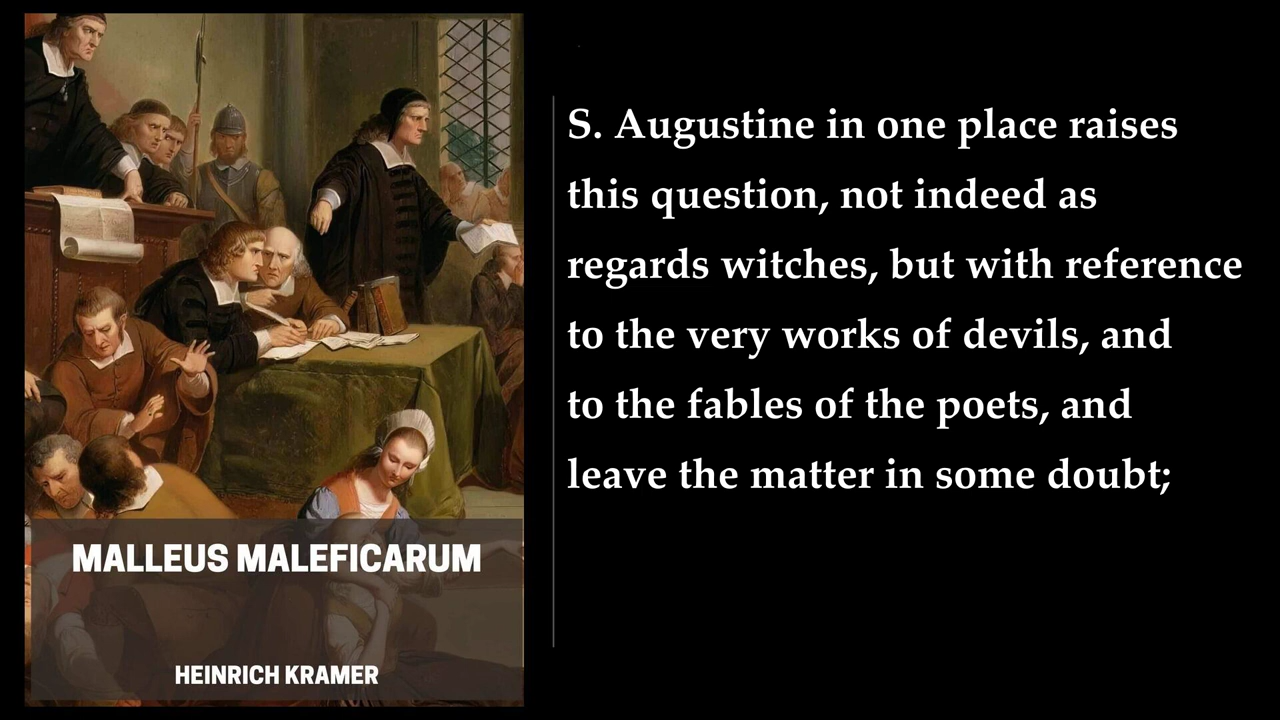 MALLEUS MALEFICARUM
HEINRICH KRAMER
S. Augustine in one place raises
this question, not indeed as
regards witches, but with reference
to the very works of devils, and
to the fables of the poets, and
leave the matter in some doubt;